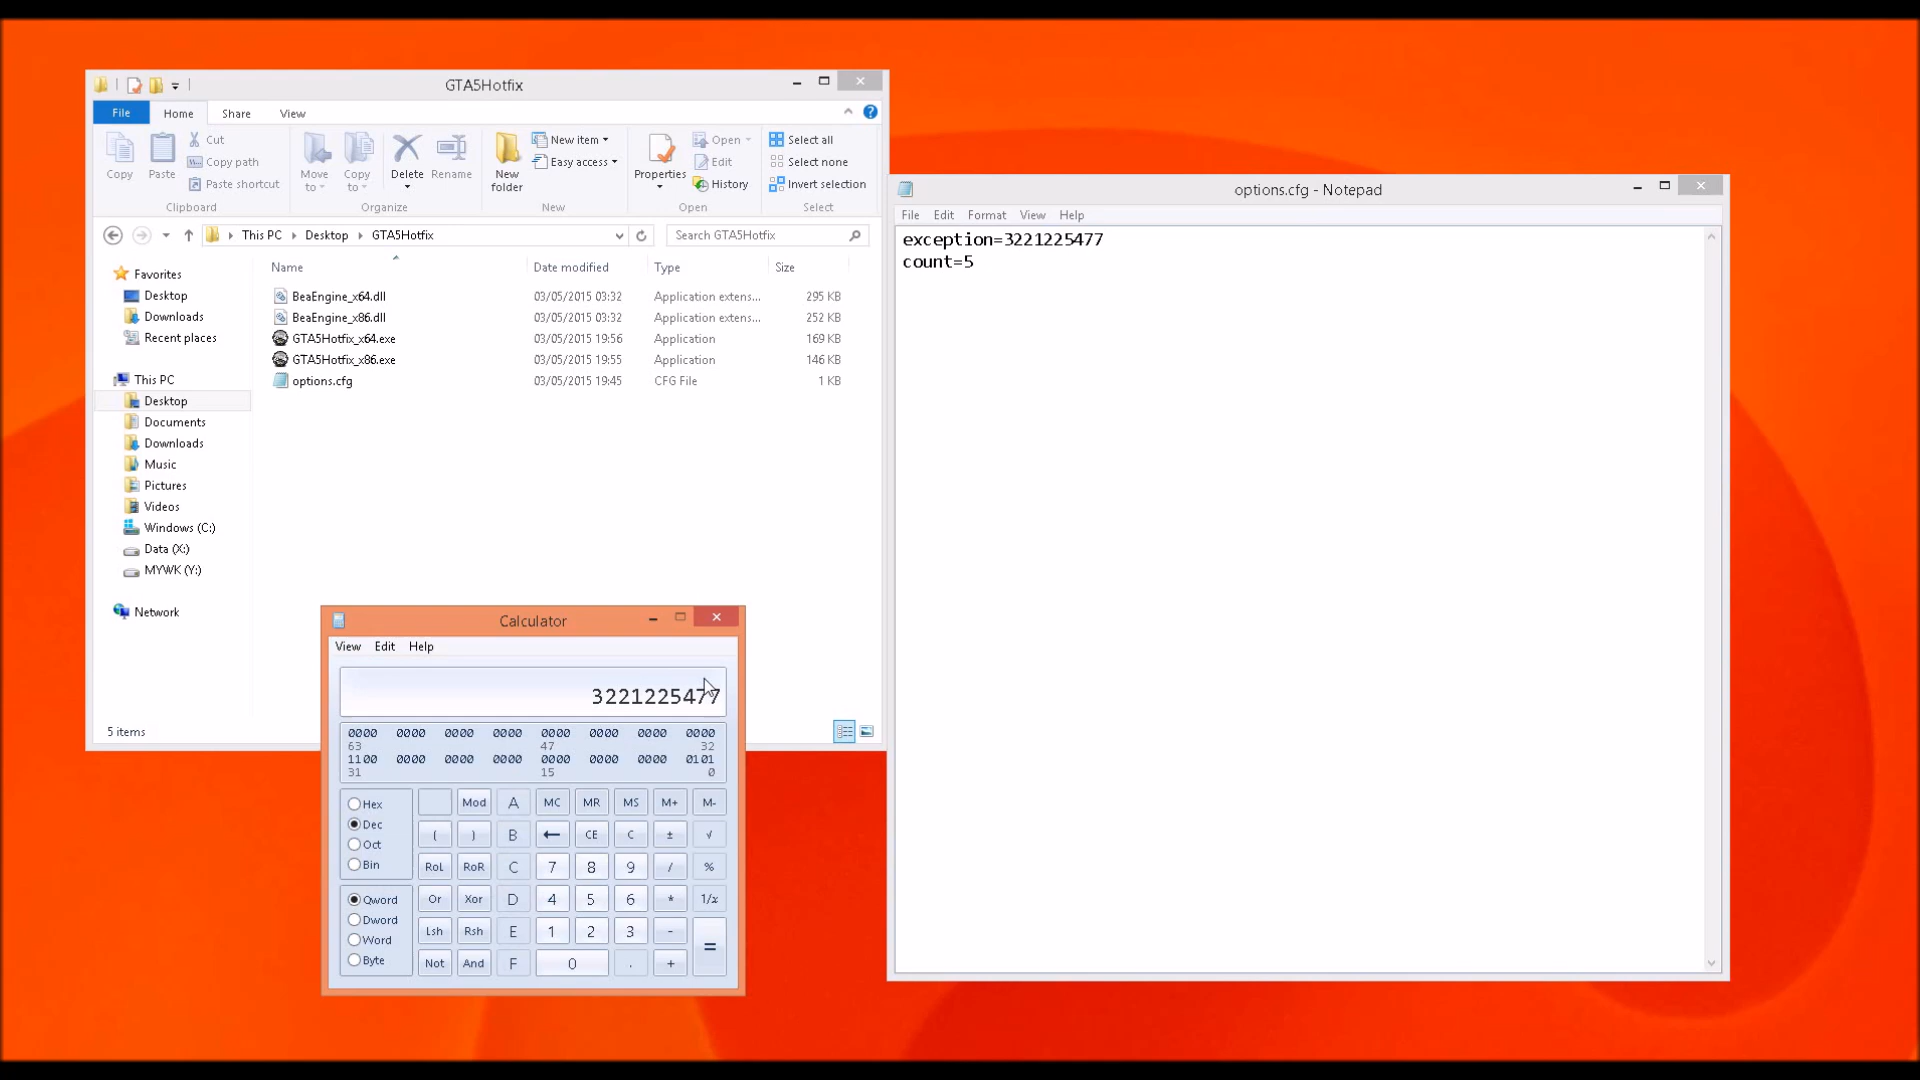 GTA5Hotfix
File Home Share View
Copy
Paste
Cut
Copy path
Paste shortcut
Clipboard
Move to
Copy to
Delete
Rename
Organize
New folder
New item
Easy access
New
Properties
Open
Edit
History
Open
Select all
Select none
Invert selection
Select
This PC Desktop GTA5Hotfix
Search GTA5Hotfix
Favorites
Desktop
Downloads
Recent places
This PC
Desktop
Documents
Downloads
Music
Pictures
Videos
Windows (C:)
Data (X:)
MYWK (Y:)
Network
Name Date modified Type Size
BeaEngine_x64.dll 03/05/2015 03:32 Application extens... 295 KB
BeaEngine_x86.dll 03/05/2015 03:32 Application extens... 252 KB
GTA5Hotfix_x64.exe 03/05/2015 19:56 Application 169 KB
GTA5Hotfix_x86.exe 03/05/2015 19:55 Application 146 KB
options.cfg 03/05/2015 19:45 CFG File 1 KB
5 items
options.cfg - Notepad
File Edit Format View Help
exception=3221225477
count=5
Calculator
View Edit Help
3221225477
0000 0000 0000 0000 0000 0000 0000 0000
63 47 32
1100 0000 0000 0000 0000 0000 0000 0101
31 15 0
Hex
Dec
Oct
Bin
Qword
Dword
Word
Byte
Mod A MC MR MS M+ M-
( ) B ← CE C ± √
RoL RoR C 7 8 9 / %
Or Xor D 4 5 6 * 1/x
Lsh Rsh E 1 2 3 - =
Not And F 0 . +